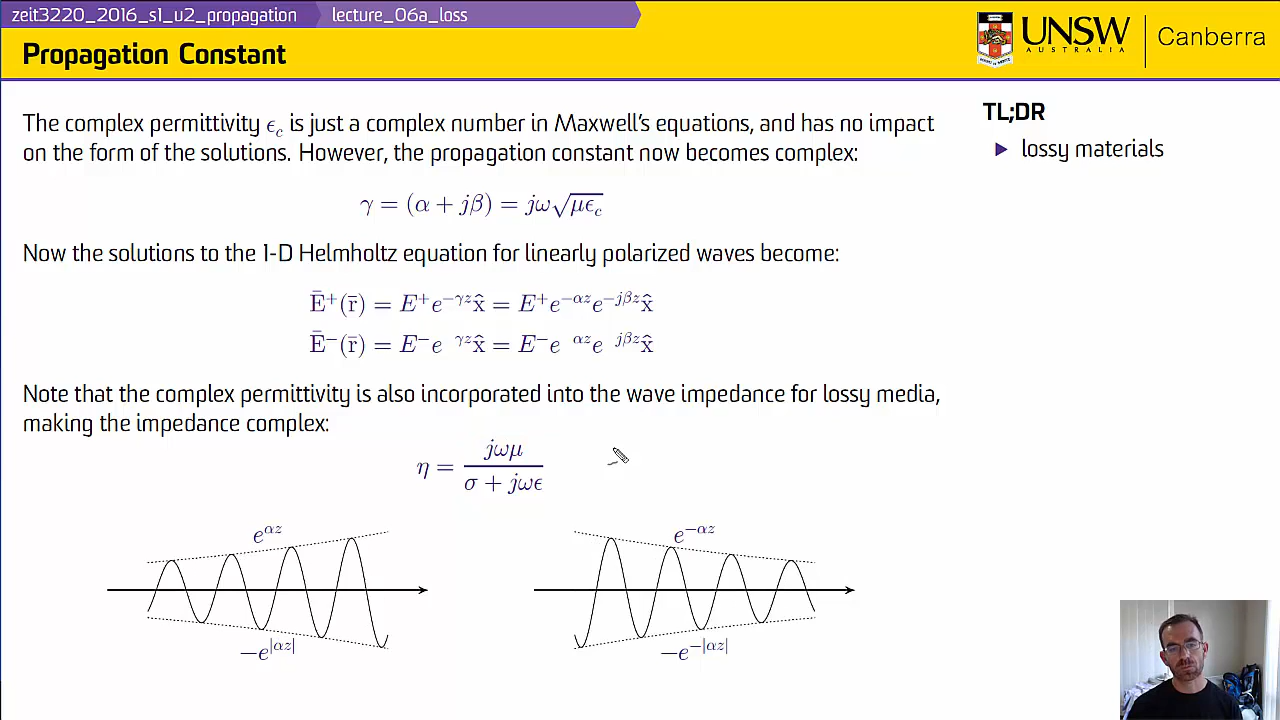 zeit3220_2016_s1_u2_propagation lecture_06a_loss
Propagation Constant
UNSW
AUSTRALIA
Canberra
The complex permittivity ϵ_c is just a complex number in Maxwell's equations, and has no impact
on the form of the solutions. However, the propagation constant now becomes complex:
γ = (α + jβ) = jω√(μϵ_c)
Now the solutions to the 1-D Helmholtz equation for linearly polarized waves become:
Ē⁺(r̄) = E⁺e^{−γz}x̂ = E⁺e^{−αz}e^{−jβz}x̂
Ē⁻(r̄) = E⁻e^{γz}x̂ = E⁻e^{αz}e^{jβz}x̂
Note that the complex permittivity is also incorporated into the wave impedance for lossy media,
making the impedance complex:
η = jωμ / (σ + jωϵ)
e^{αz}
−e^{|αz|}
e^{−αz}
−e^{−|αz|}
TL;DR
▶ lossy materials